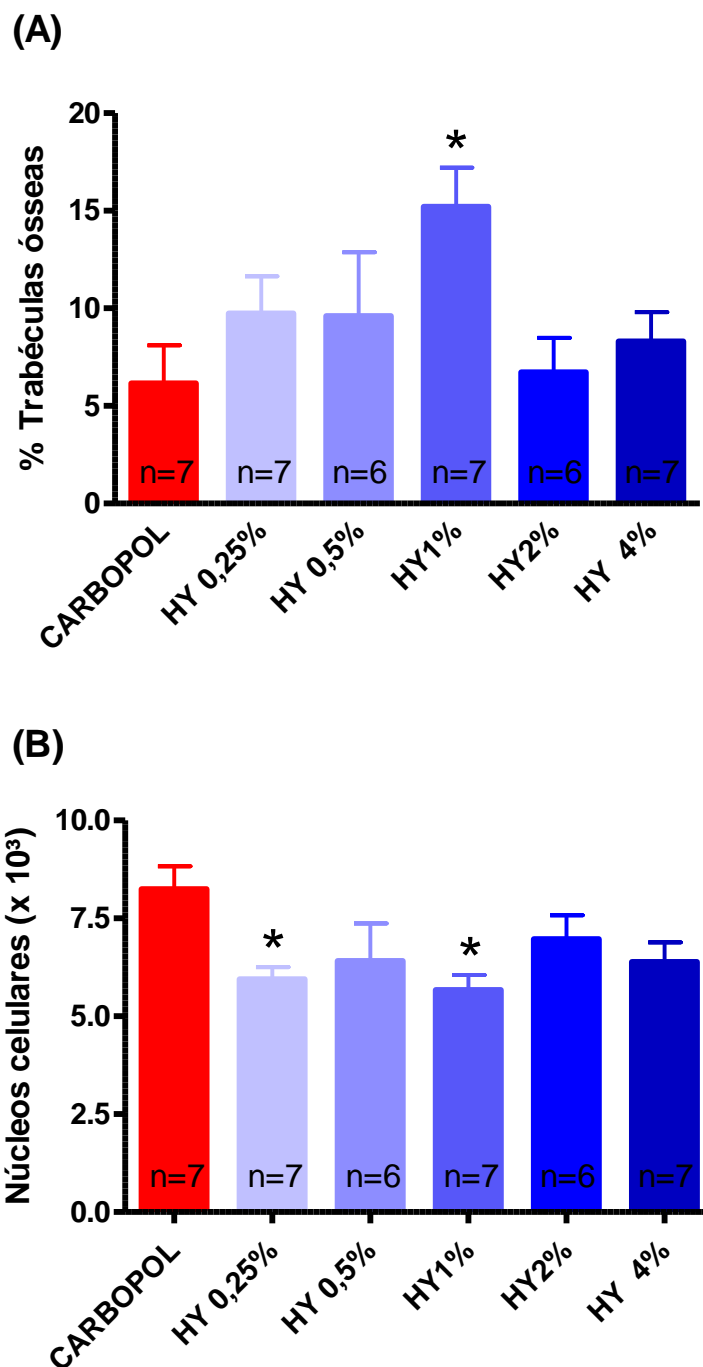 (A)
% Trabéculas ósseas
20
15
10
5
0
*
n=7
n=7
n=6
n=7
n=6
n=7
CARBOPOL
HY 0,25%
HY 0,5%
HY1%
HY2%
HY 4%
(B)
Núcleos celulares (x 10³)
10.0
7.5
5.0
2.5
0.0
*
*
n=7
n=7
n=6
n=7
n=6
n=7
CARBOPOL
HY 0,25%
HY 0,5%
HY1%
HY2%
HY 4%